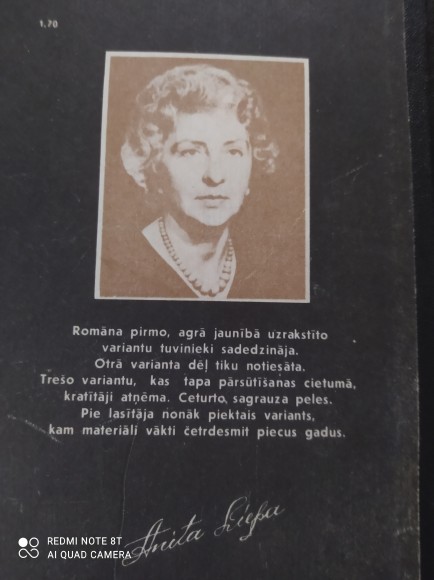 1,70
Romāna pirmo, agrā jaunībā uzrakstīto
variantu tuvinieki sadedzināja.
Otrā varianta dēļ tiku notiesāta.
Trešo variantu, kas tapa pārsūtīšanas cietumā,
kratītāji atņēma. Ceturto, sagrauza peles.
Pie lasītāja nonāk piektais variants,
kam materiāli vākti četrdesmit piecus gadus.
Anita Liepa
REDMI NOTE 8T
AI QUAD CAMERA